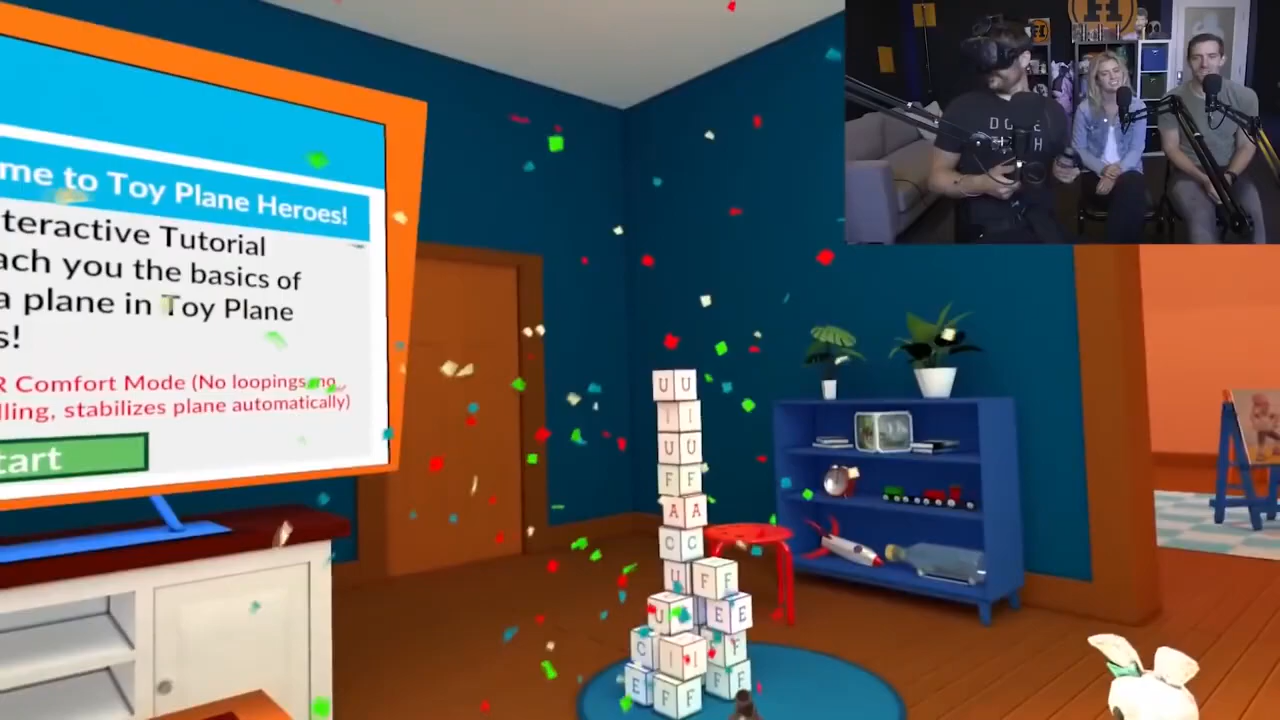 me to Toy Plane Heroes!
teractive Tutorial
ach you the basics of
a plane in Toy Plane
s!
R Comfort Mode (No loopings, no
lling, stabilizes plane automatically)
tart
U U
I I
U U
F F
A A
C C
U F F
U E E
C I F
E F F
H